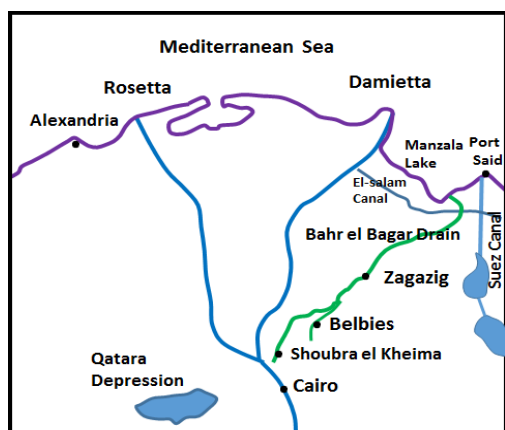 Mediterranean Sea
Rosetta
Damietta
Alexandria
Manzala
Lake
Port
Said
El-salam
Canal
Bahr el Bagar Drain
Suez Canal
Zagazig
Belbies
Shoubra el Kheima
Qatara
Depression
Cairo